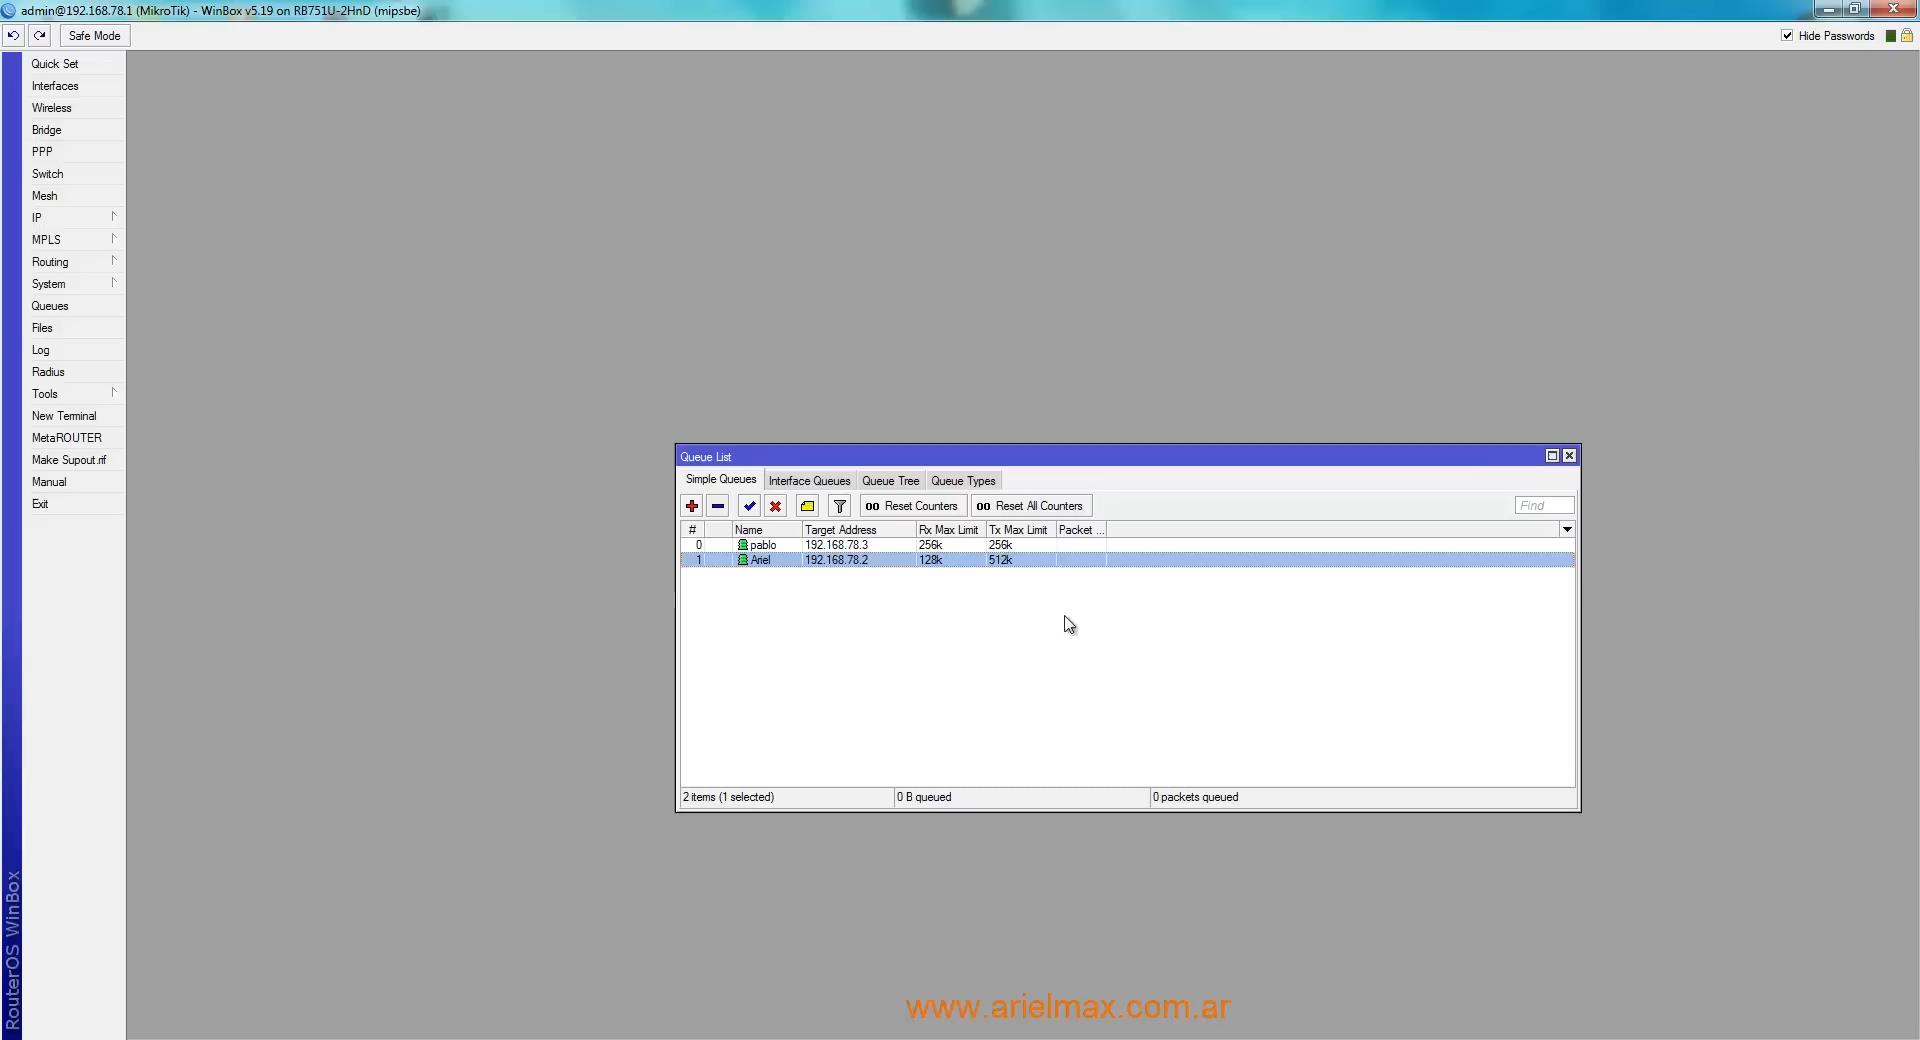 admin@192.168.78.1 (MikroTik) - WinBox v5.19 on RB751U-2HnD (mipsbe)
Safe Mode
Hide Passwords
Quick Set
Interfaces
Wireless
Bridge
PPP
Switch
Mesh
IP
MPLS
Routing
System
Queues
Files
Log
Radius
Tools
New Terminal
MetaROUTER
Make Supout.rif
Manual
Exit
RouterOS WinBox
Queue List
Simple Queues Interface Queues Queue Tree Queue Types
00 Reset Counters 00 Reset All Counters Find
# Name Target Address Rx Max Limit Tx Max Limit Packet ...
0 pablo 192.168.78.3 256k 256k
1 Ariel 192.168.78.2 128k 512k
2 items (1 selected) 0 B queued 0 packets queued
www.arielmax.com.ar